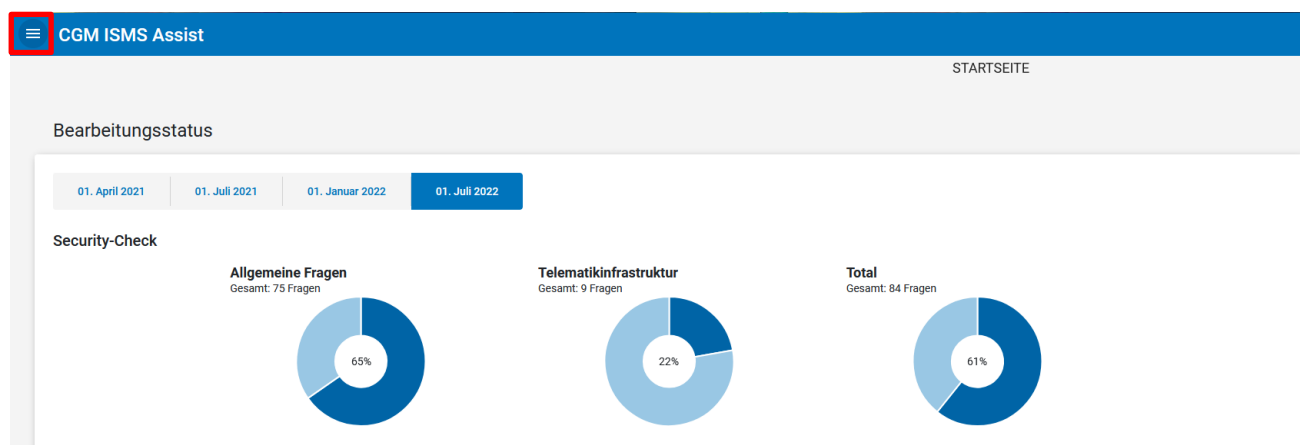 CGM ISMS Assist
STARTSEITE
Bearbeitungsstatus
01. April 2021
01. Juli 2021
01. Januar 2022
01. Juli 2022
Security-Check
Allgemeine Fragen
Gesamt: 75 Fragen
65%
Telematikinfrastruktur
Gesamt: 9 Fragen
22%
Total
Gesamt: 84 Fragen
61%